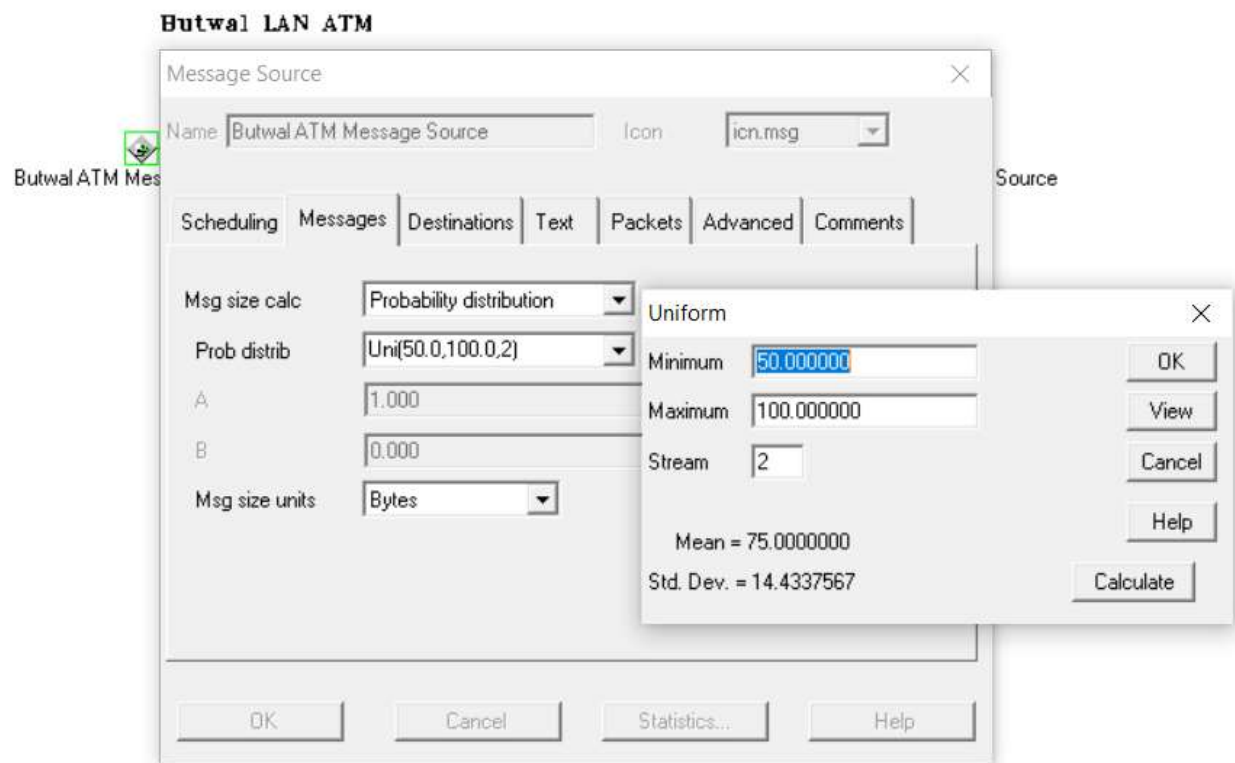 Butwal LAN ATM
Message Source
Name Butwal ATM Message Source Icon icn.msg
Butwal ATM Mes
Source
Scheduling Messages Destinations Text Packets Advanced Comments
Msg size calc Probability distribution
Prob distrib Uni(50.0,100.0,2)
A 1.000
B 0.000
Msg size units Bytes
Uniform
Minimum 50.000000 OK
Maximum 100.000000 View
Stream 2 Cancel
Help
Mean = 75.0000000
Std. Dev. = 14.4337567 Calculate
OK Cancel Statistics... Help